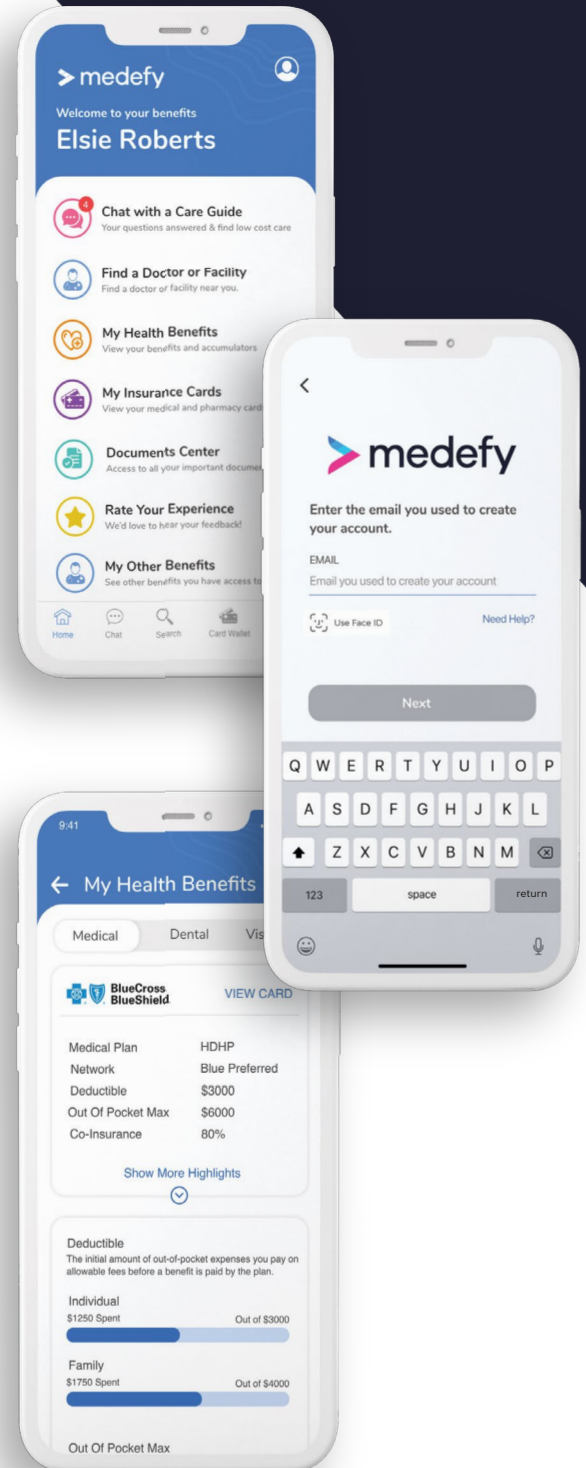 medefy
Welcome to your benefits
Elsie Roberts
4
Chat with a Care Guide
Your questions answered & find low cost care
Find a Doctor or Facility
Find a doctor or facility near you.
My Health Benefits
View your benefits and accumulators
My Insurance Cards
View your medical and pharmacy card
Documents Center
Access to all your important docume
Rate Your Experience
We'd love to hear your feedback!
My Other Benefits
See other benefits you have access to
Home Chat Search Card Wallet
medefy
Enter the email you used to create
your account.
EMAIL
Email you used to create your account
Use Face ID Need Help?
Next
Q W E R T Y U I O P
A S D F G H J K L
Z X C V B N M
123 space return
9:41
My Health Benefits
Medical Dental Vis
BlueCross
BlueShield
VIEW CARD
Medical Plan HDHP
Network Blue Preferred
Deductible $3000
Out Of Pocket Max $6000
Co-Insurance 80%
Show More Highlights
Deductible
The initial amount of out-of-pocket expenses you pay on
allowable fees before a benefit is paid by the plan.
Individual
$1250 Spent Out of $3000
Family
$1750 Spent Out of $4000
Out Of Pocket Max